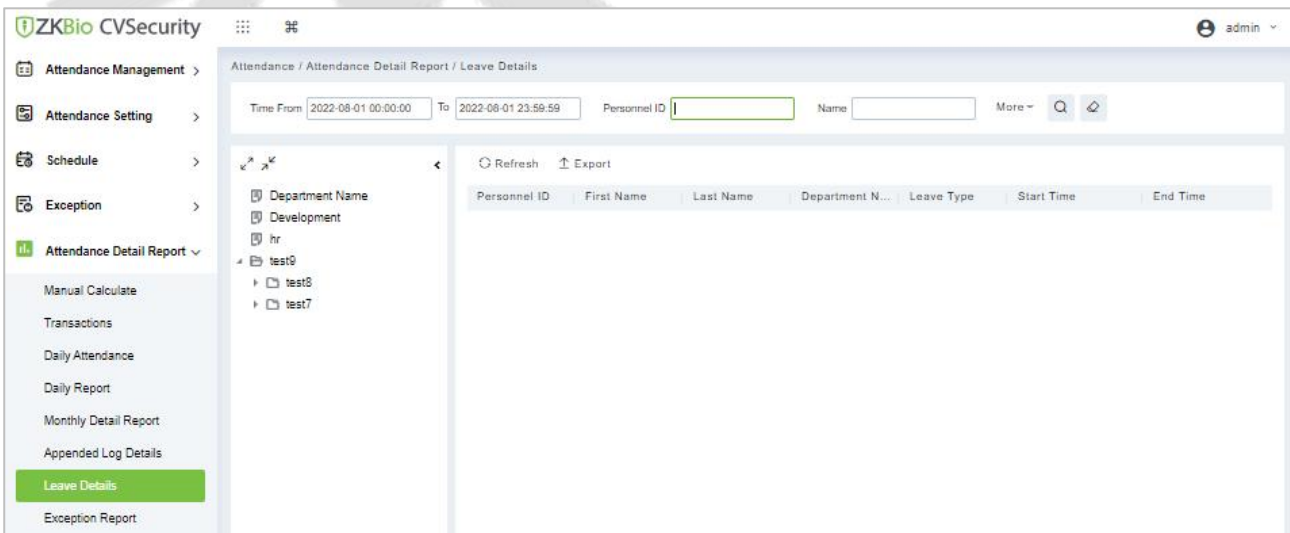 ZKBio CVSecurity
admin
Attendance Management
Attendance Setting
Schedule
Exception
Attendance Detail Report
Manual Calculate
Transactions
Daily Attendance
Daily Report
Monthly Detail Report
Appended Log Details
Leave Details
Exception Report
Attendance / Attendance Detail Report / Leave Details
Time From 2022-08-01 00:00:00 To 2022-08-01 23:59:59 Personnel ID Name More
Department Name
Development
hr
test9
test8
test7
Refresh Export
Personnel ID First Name Last Name Department N... Leave Type Start Time End Time